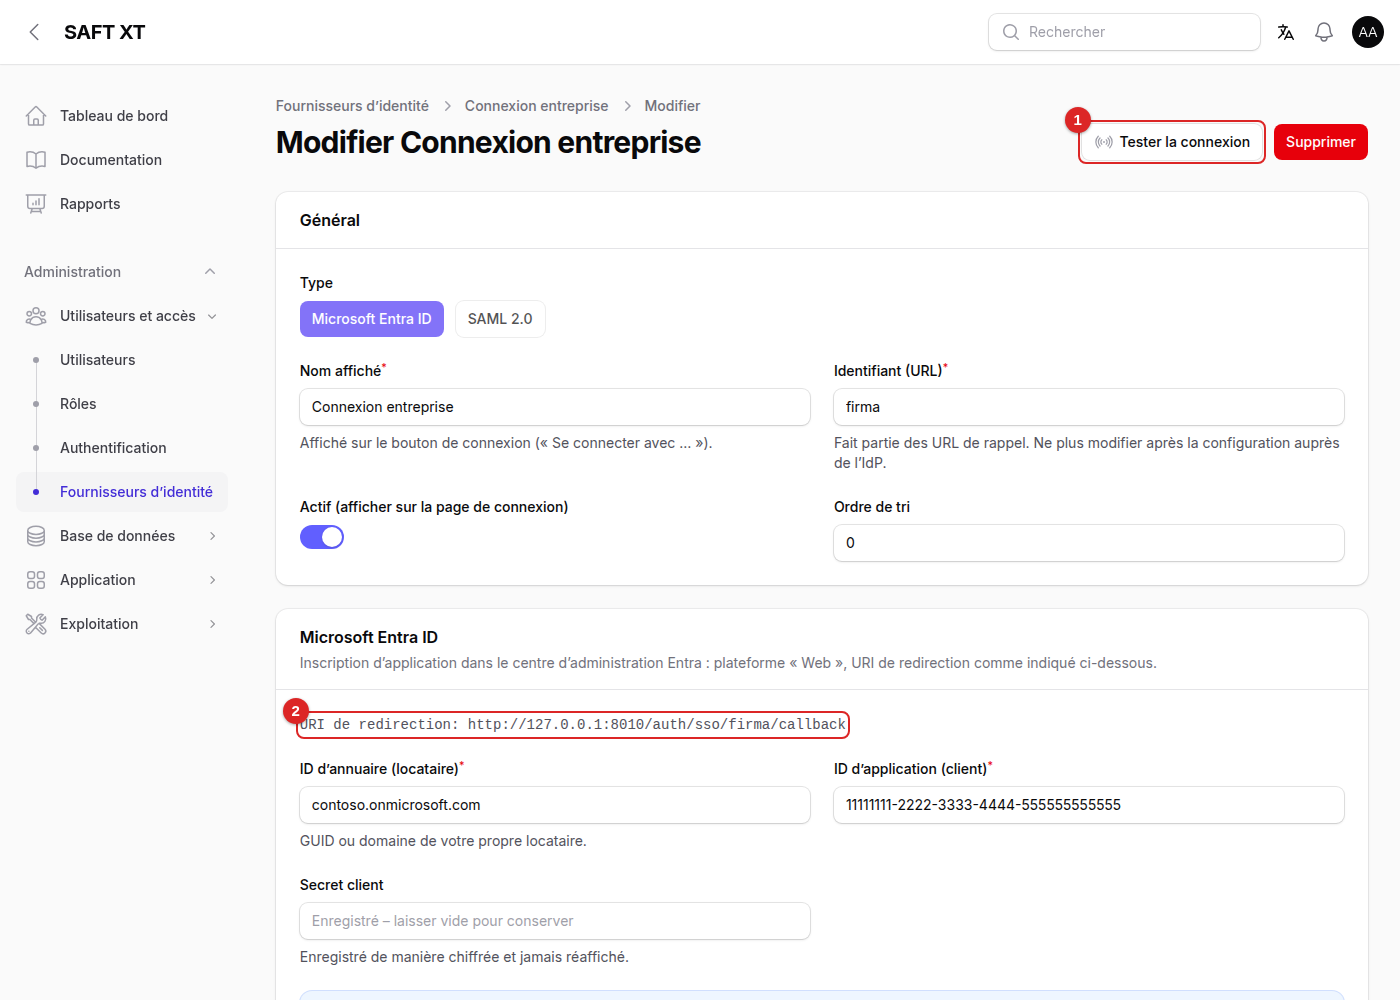 SAFT XT
Rechercher
AA
Tableau de bord
Documentation
Rapports
Administration
Utilisateurs et accès
Utilisateurs
Rôles
Authentification
Fournisseurs d’identité
Base de données
Application
Exploitation
Fournisseurs d’identité
Connexion entreprise
Modifier
Modifier Connexion entreprise
1
Tester la connexion
Supprimer
Général
Type
Microsoft Entra ID
SAML 2.0
Nom affiché*
Connexion entreprise
Affiché sur le bouton de connexion (« Se connecter avec ... »).
Identifiant (URL)*
firma
Fait partie des URL de rappel. Ne plus modifier après la configuration auprès
de l’IdP.
Actif (afficher sur la page de connexion)
Ordre de tri
0
Microsoft Entra ID
Inscription d’application dans le centre d’administration Entra : plateforme « Web », URI de redirection comme indiqué ci-dessous.
2
URI de redirection: http://127.0.0.1:8010/auth/sso/firma/callback
ID d’annuaire (locataire)*
contoso.onmicrosoft.com
GUID ou domaine de votre propre locataire.
ID d’application (client)*
11111111-2222-3333-4444-555555555555
Secret client
Enregistré – laisser vide pour conserver
Enregistré de manière chiffrée et jamais réaffiché.